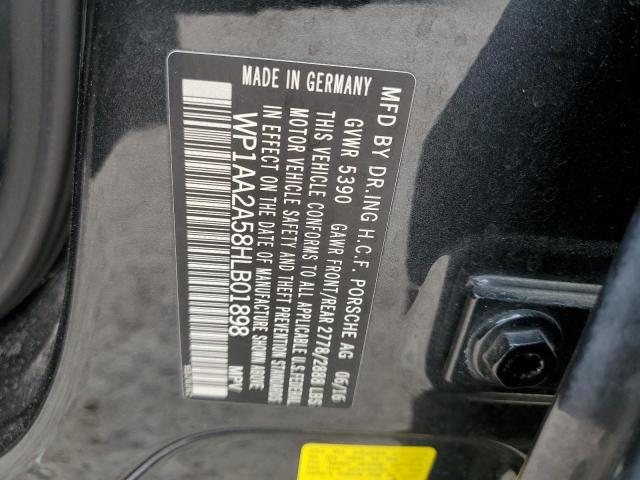 MADE IN GERMANY
MFD BY DR.ING H.C.F. PORSCHE AG 06/16
GVWR 5390 GAWR FRONT/REAR 2778/2888 LBS
THIS VEHICLE CONFORMS TO ALL APPLICABLE U.S.FEDERAL
MOTOR VEHICLE SAFETY AND THEFT PREVENTION STANDARDS
IN EFFECT ON THE DATE OF MANUFACTURE SHOWN ABOVE
WP1AA2A58HLB01898 MPV